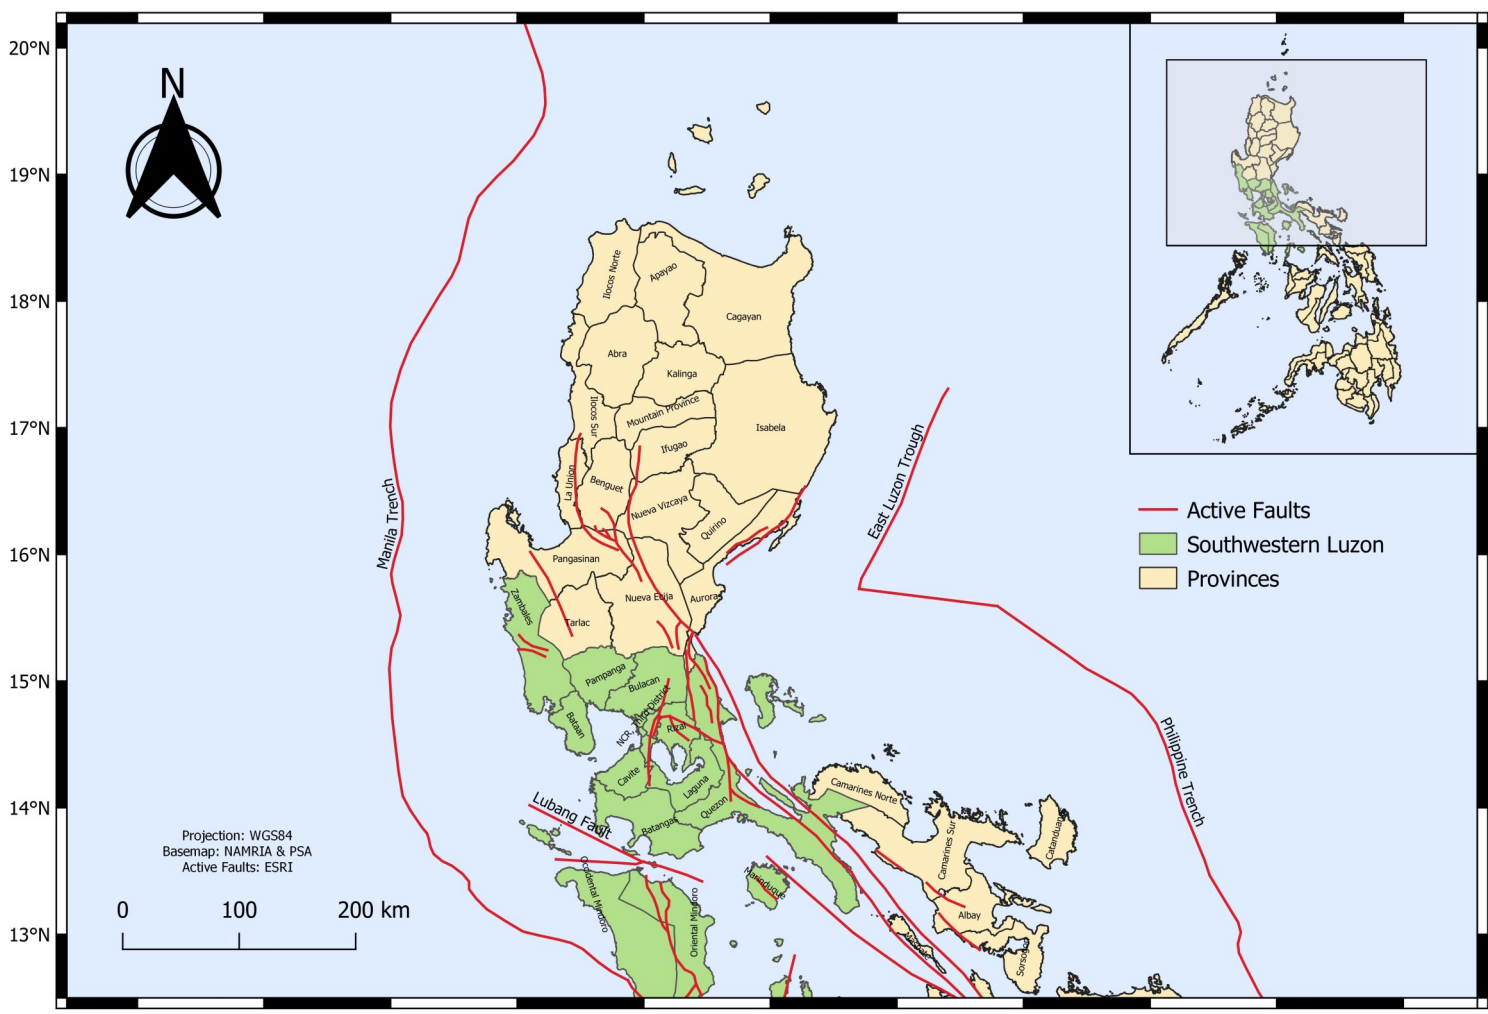 20°N
N
19°N
18°N
Ilocos Norte
Apayao
Cagayan
Abra
Kalinga
17°N
Ilocos Sur
Mountain Province
Isabela
Ifugao
East Luzon Trough
La Union
Benguet
Manila Trench
Nueva Vizcaya
Quirino
Active Faults
Southwestern Luzon
Provinces
16°N
Pangasinan
Zambales
Nueva Ecija
Aurora
Tarlac
15°N
Pampanga
Bulacan
Bataan
NCR, Third District
Rizal
Philippine Trench
Cavite
Laguna
Camarines Norte
14°N
Lubang Fault
Quezon
Batangas
Camarines Sur
Catanduanes
Projection: WGS84
Basemap: NAMRIA & PSA
Active Faults: ESRI
Occidental Mindoro
Marinduque
0 100 200 km
Oriental Mindoro
Albay
13°N
Masbate
Sorsogon